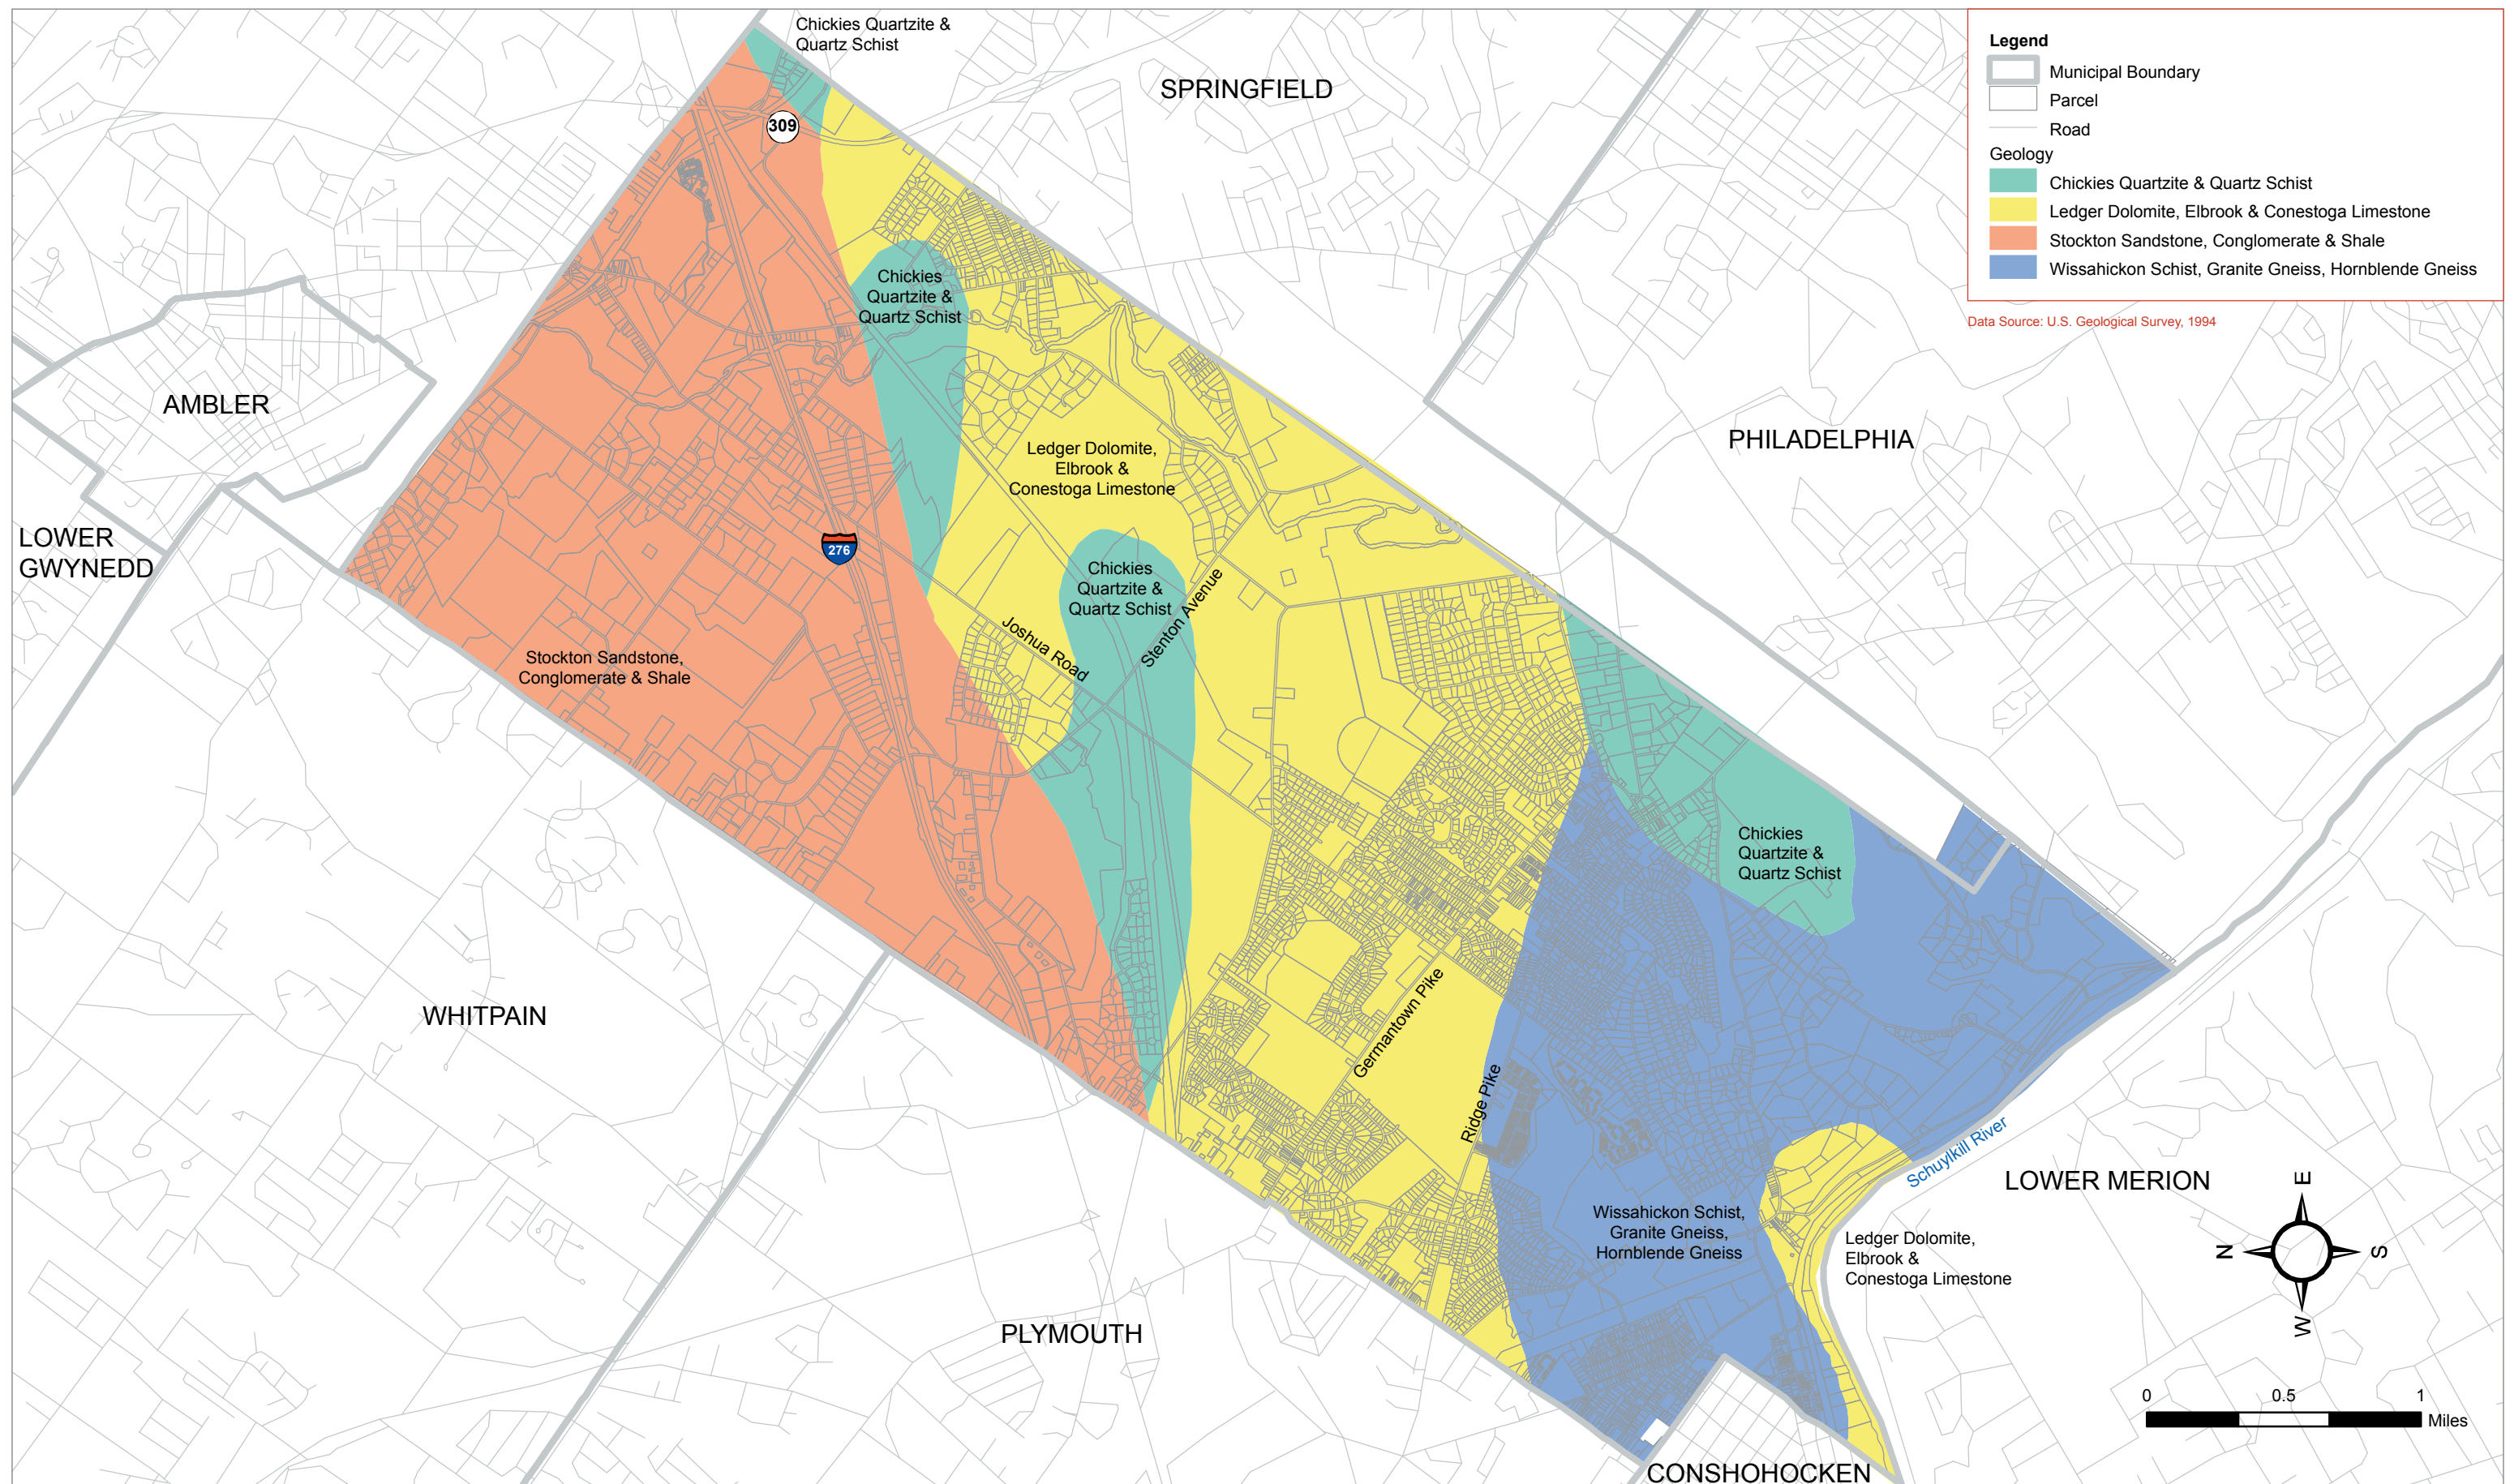 Chickies Quartzite &
Quartz Schist
SPRINGFIELD
309
Legend
Municipal Boundary
Parcel
Road
Geology
Chickies Quartzite & Quartz Schist
Ledger Dolomite, Elbrook & Conestoga Limestone
Stockton Sandstone, Conglomerate & Shale
Wissahickon Schist, Granite Gneiss, Hornblende Gneiss
Data Source: U.S. Geological Survey, 1994
Chickies
Quartzite &
Quartz Schist
AMBLER
PHILADELPHIA
Ledger Dolomite,
Elbrook &
Conestoga Limestone
LOWER
GWYNEDD
276
Chickies
Quartzite &
Quartz Schist
Stenton Avenue
Joshua Road
Stockton Sandstone,
Conglomerate & Shale
Chickies
Quartzite &
Quartz Schist
WHITPAIN
Germantown Pike
Ridge Pike
Schuylkill River
LOWER MERION
Wissahickon Schist,
Granite Gneiss,
Hornblende Gneiss
Ledger Dolomite,
Elbrook &
Conestoga Limestone
E
N
S
W
PLYMOUTH
0
0.5
1
Miles
CONSHOHOCKEN